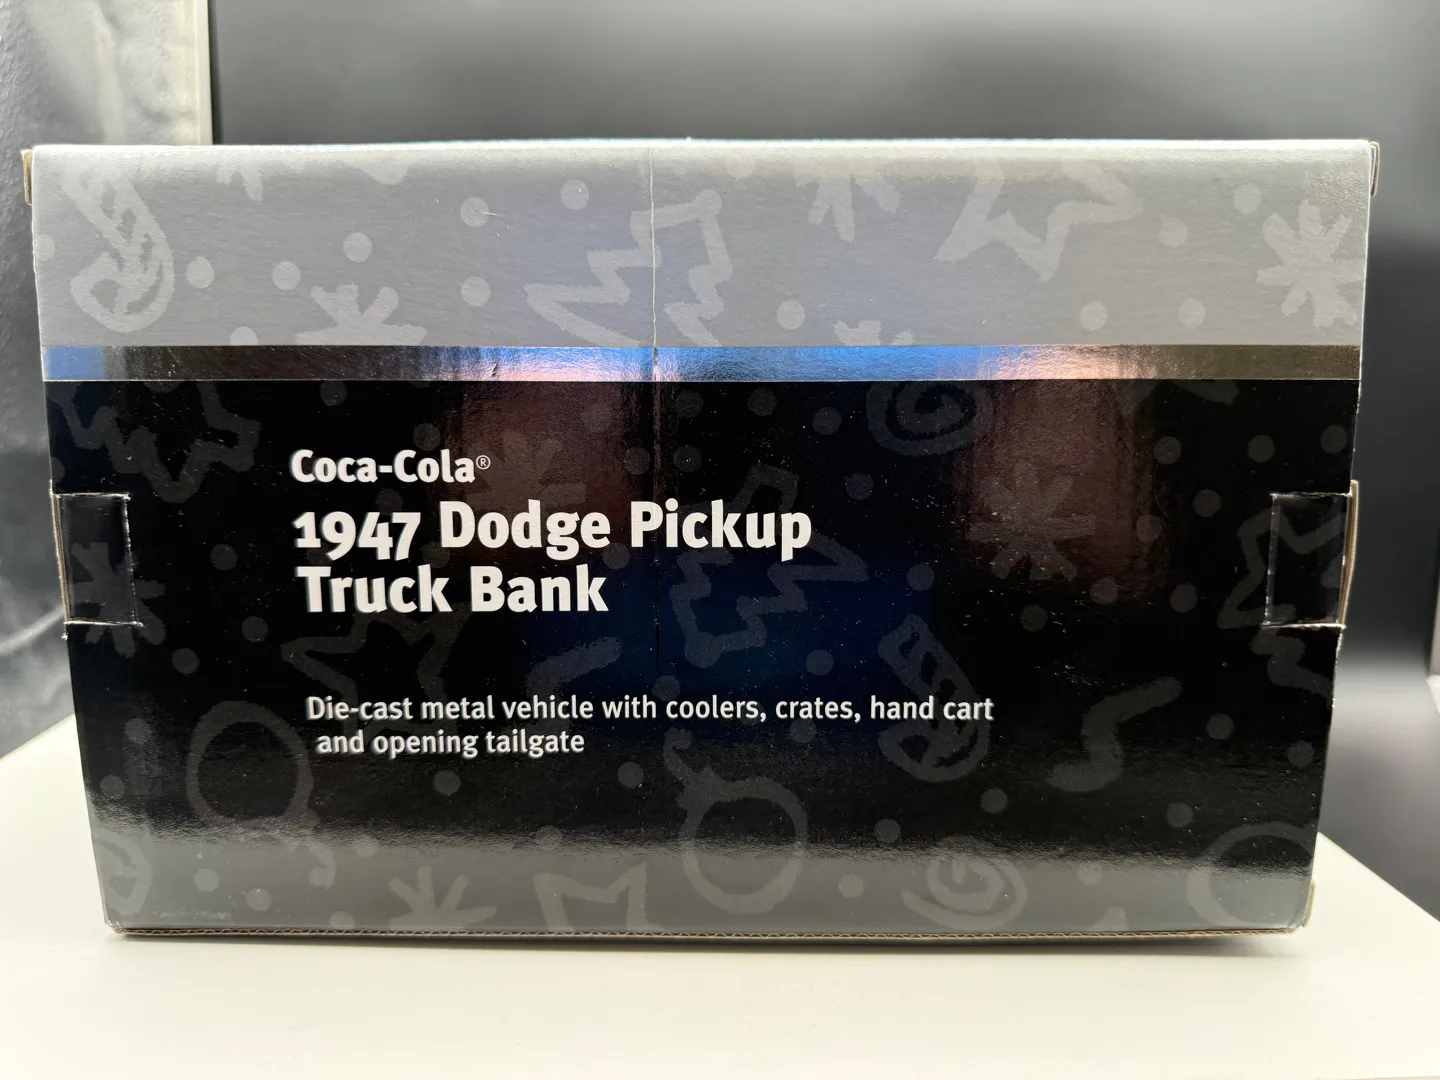 Coca-Cola®
1947 Dodge Pickup
Truck Bank
Die-cast metal vehicle with coolers, crates, hand cart
and opening tailgate